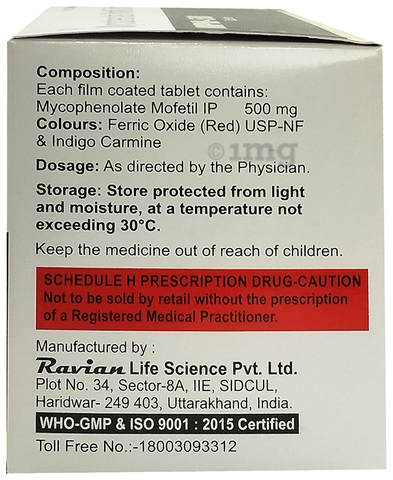 Composition:
Each film coated tablet contains:
Mycophenolate Mofetil IP 500 mg
Colours: Ferric Oxide (Red) USP-NF
& Indigo Carmine
©1mg
Dosage: As directed by the Physician.
Storage: Store protected from light
and moisture, at a temperature not
exceeding 30°C.
Keep the medicine out of reach of children.
SCHEDULE H PRESCRIPTION DRUG-CAUTION
Not to be sold by retail without the prescription
of a Registered Medical Practitioner.
Manufactured by :
Ravian Life Science Pvt. Ltd.
Plot No. 34, Sector-8A, IIE, SIDCUL,
Haridwar- 249 403, Uttarakhand, India.
WHO-GMP & ISO 9001 : 2015 Certified
Toll Free No.:-18003093312